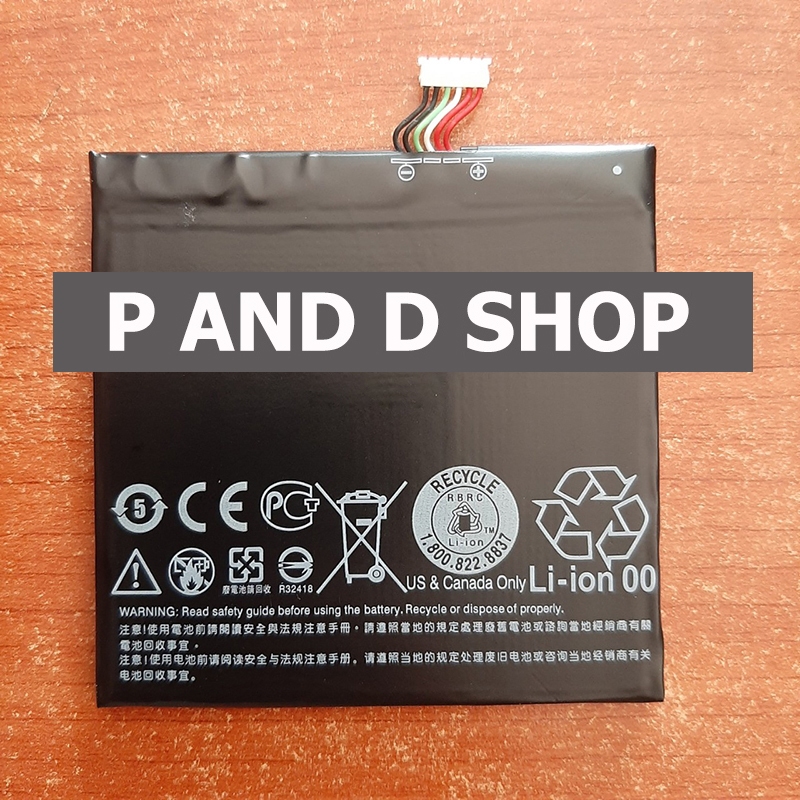 P AND D SHOP
5
CE
PCT
RECYCLE
RBRC
Li-ion
TM
1.800.822.8837
廢電池請回收
R32418
US & Canada Only
Li-ion 00
WARNING: Read safety guide before using the battery. Recycle or dispose of properly.
注意!使用電池前請閱讀安全與法規注意手冊。請遵照當地的規定處理廢舊電池或諮詢當地經銷商有關
電池回收事宜。
注意!使用电池前请阅读安全与法规注意手册。请遵照当地的规定处理废旧电池或咨询当地经销商有关
电池回收事宜。